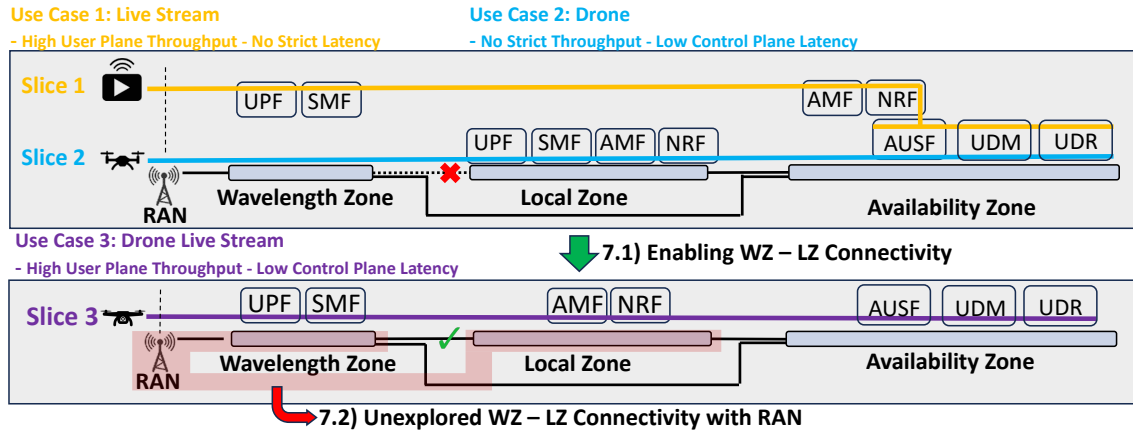 Use Case 1: Live Stream
- High User Plane Throughput - No Strict Latency
Use Case 2: Drone
- No Strict Throughput - Low Control Plane Latency
Slice 1
UPF
SMF
AMF
NRF
Slice 2
UPF
SMF
AMF
NRF
AUSF
UDM
UDR
RAN
Wavelength Zone
Local Zone
Availability Zone
Use Case 3: Drone Live Stream
- High User Plane Throughput - Low Control Plane Latency
7.1) Enabling WZ – LZ Connectivity
Slice 3
UPF
SMF
AMF
NRF
AUSF
UDM
UDR
RAN
Wavelength Zone
Local Zone
Availability Zone
7.2) Unexplored WZ – LZ Connectivity with RAN